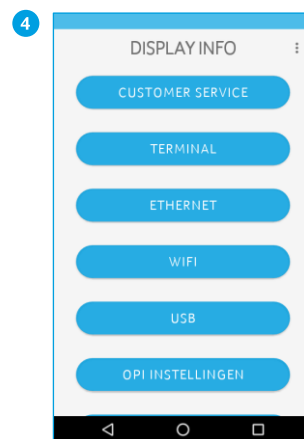 4
DISPLAY INFO
CUSTOMER SERVICE
TERMINAL
ETHERNET
WIFI
USB
OPI INSTELLINGEN